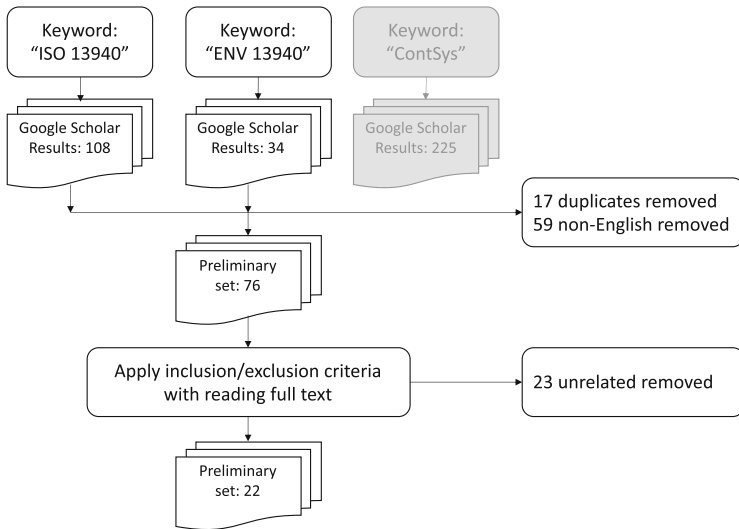 Keyword:
“ISO 13940”
Keyword:
“ENV 13940”
Keyword:
“ContSys”
Google Scholar
Results: 108
Google Scholar
Results: 34
Google Scholar
Results: 225
17 duplicates removed
59 non-English removed
Preliminary
set: 76
Apply inclusion/exclusion criteria
with reading full text
23 unrelated removed
Preliminary
set: 22